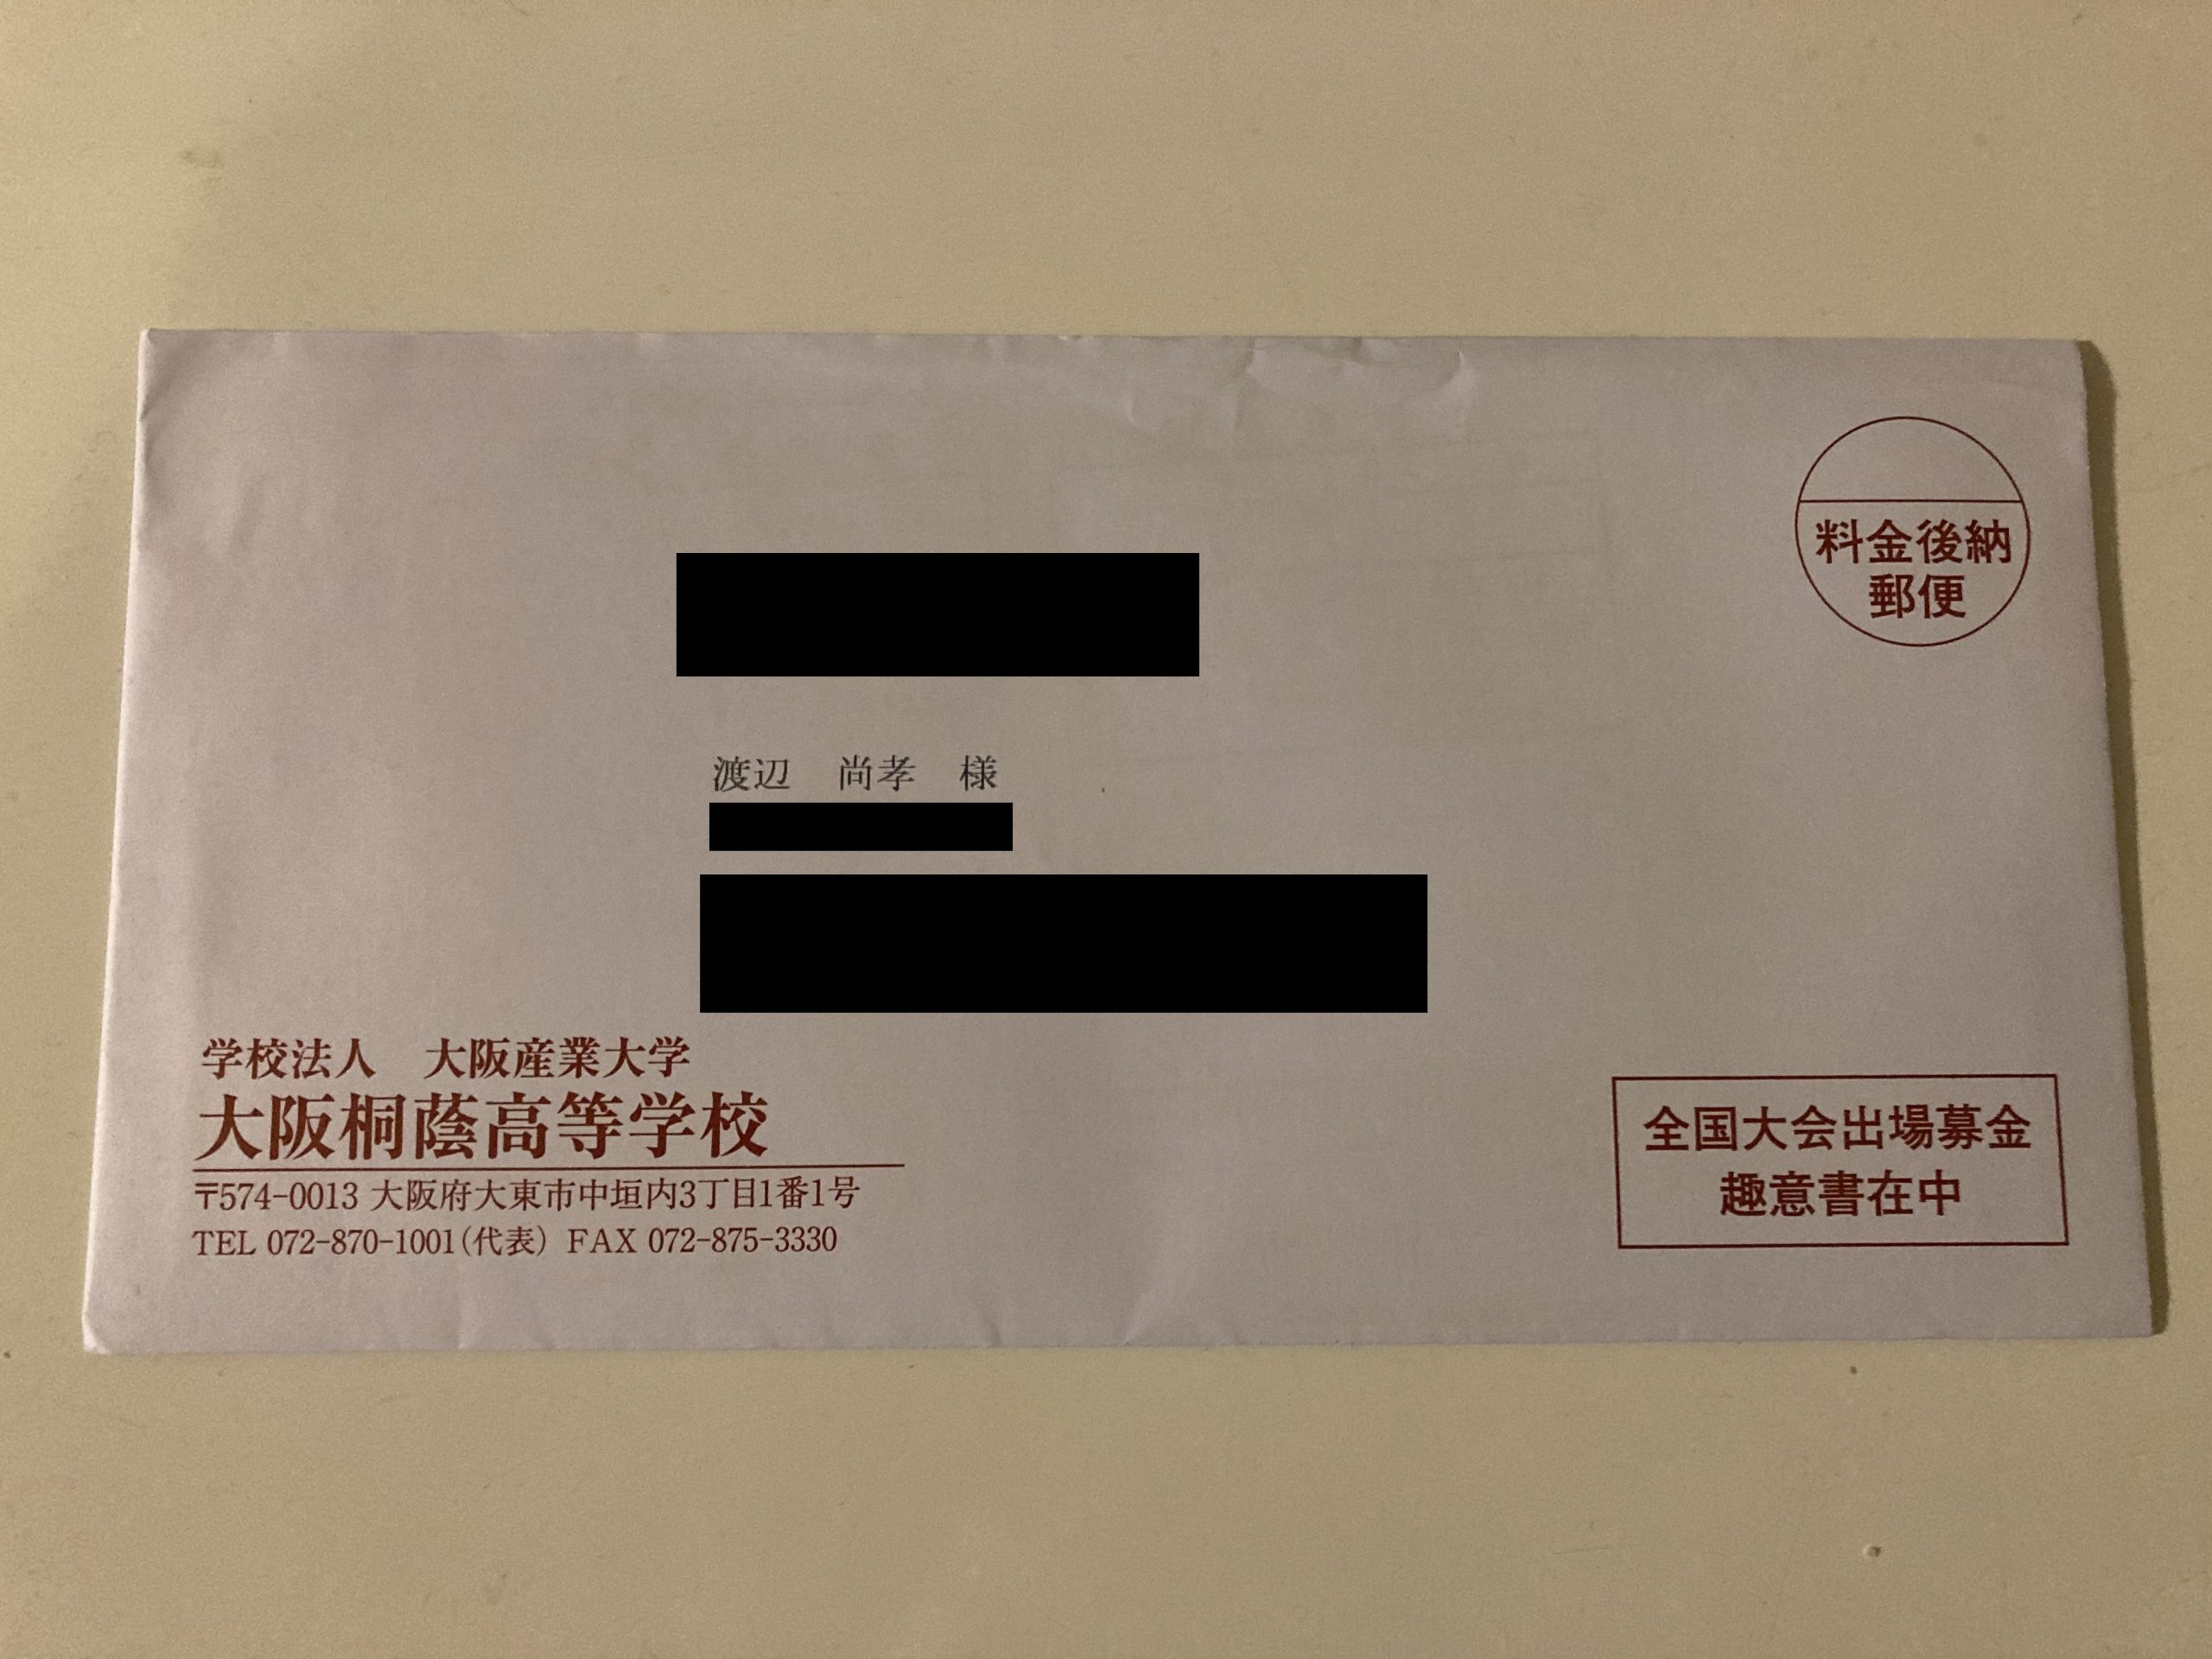 料金後納
郵便
渡辺　尚孝　様
学校法人　大阪産業大学
大阪桐蔭高等学校
〒574-0013 大阪府大東市中垣内3丁目1番1号
TEL 072-870-1001(代表) FAX 072-875-3330
全国大会出場募金
趣意書在中